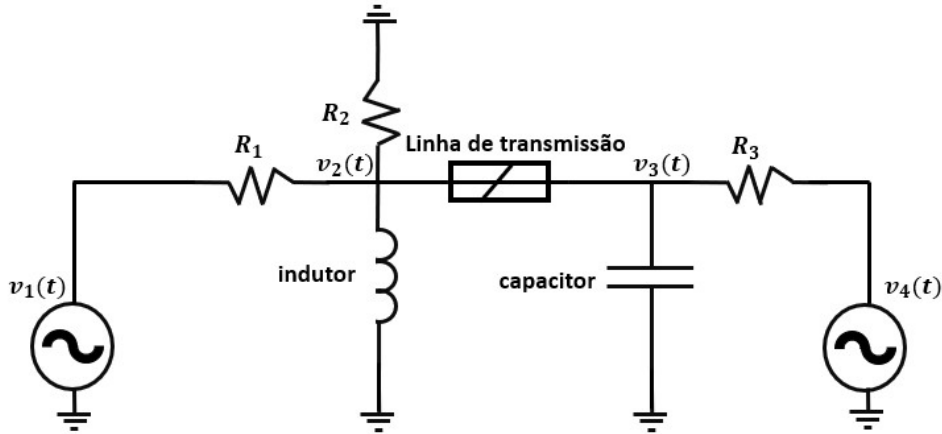 R₂
Linha de transmissão
R₁
v₂(t)
v₃(t)
R₃
indutor
capacitor
v₁(t)
v₄(t)